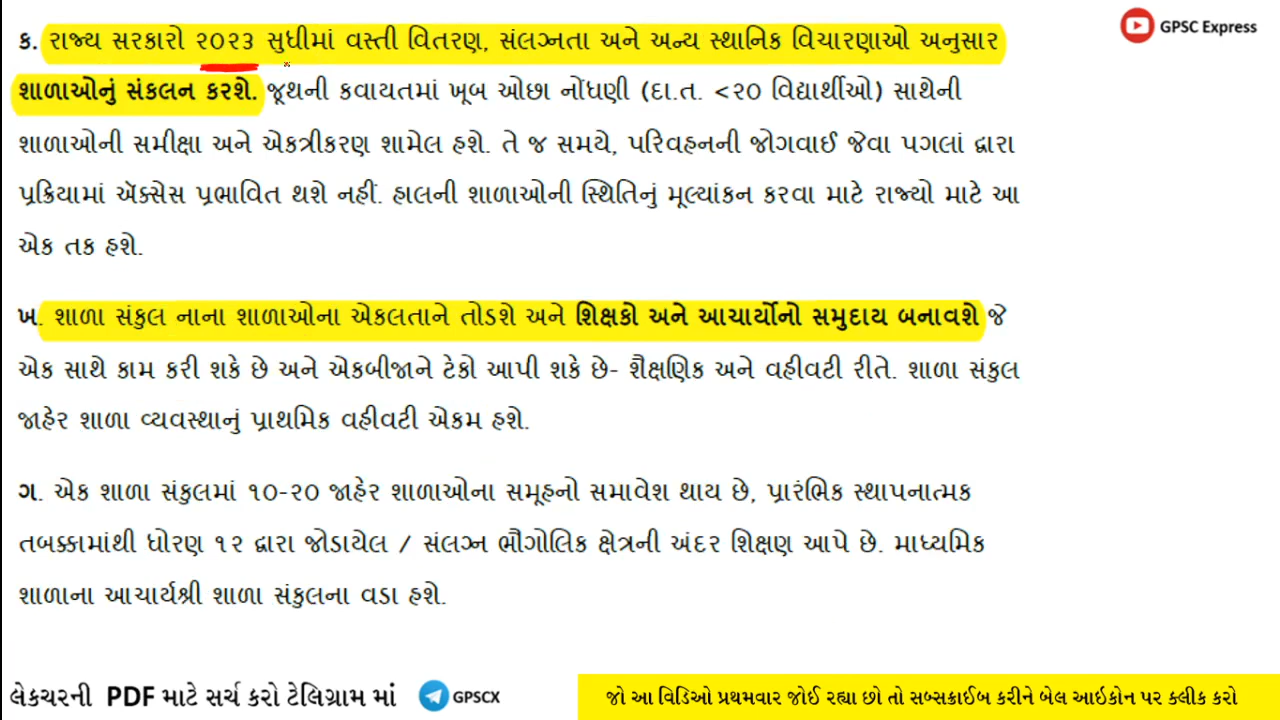 GPSC Express
ક. રાજ્ય સરકારો ૨૦૨૩ સુધીમાં વસ્તી વિતરણ, સંલગ્નતા અને અન્ય સ્થાનિક વિચારણાઓ અનુસાર
શાળાઓનું સંકલન કરશે. જૂથની કવાયતમાં ખૂબ ઓછા નોંધણી (દા.ત. <૨૦ વિદ્યાર્થીઓ) સાથેની
શાળાઓની સમીક્ષા અને એકત્રીકરણ શામેલ હશે. તે જ સમયે, પરિવહનની જોગવાઈ જેવા પગલાં દ્વારા
પ્રક્રિયામાં ઍક્સેસ પ્રભાવિત થશે નહીં. હાલની શાળાઓની સ્થિતિનું મૂલ્યાંકન કરવા માટે રાજ્યો માટે આ
એક તક હશે.
ખ. શાળા સંકુલ નાના શાળાઓના એકલતાને તોડશે અને શિક્ષકો અને આચાર્યોનો સમુદાય બનાવશે જે
એક સાથે કામ કરી શકે છે અને એકબીજાને ટેકો આપી શકે છે- શૈક્ષણિક અને વહીવટી રીતે. શાળા સંકુલ
જાહેર શાળા વ્યવસ્થાનું પ્રાથમિક વહીવટી એકમ હશે.
ગ. એક શાળા સંકુલમાં ૧૦-૨૦ જાહેર શાળાઓના સમૂહનો સમાવેશ થાય છે, પ્રારંભિક સ્થાપનાત્મક
તબક્કામાંથી ધોરણ ૧૨ દ્વારા જોડાયેલ / સંલગ્ન ભૌગોલિક ક્ષેત્રની અંદર શિક્ષણ આપે છે. માધ્યમિક
શાળાના આચાર્યશ્રી શાળા સંકુલના વડા હશે.
લેકચરની PDF માટે સર્ચ કરો ટેલિગ્રામ માં GPSCX
જો આ વિડિઓ પ્રથમવાર જોઈ રહ્યા છો તો સબ્સક્રાઈબ કરીને બેલ આઇકોન પર ક્લીક કરો